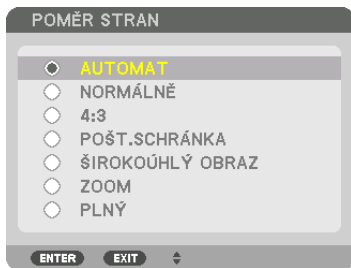 POMĚR STRAN
AUTOMAT
NORMÁLNĚ
4:3
POŠT.SCHRÁNKA
ŠIROKOÚHLÝ OBRAZ
ZOOM
PLNÝ
ENTER EXIT